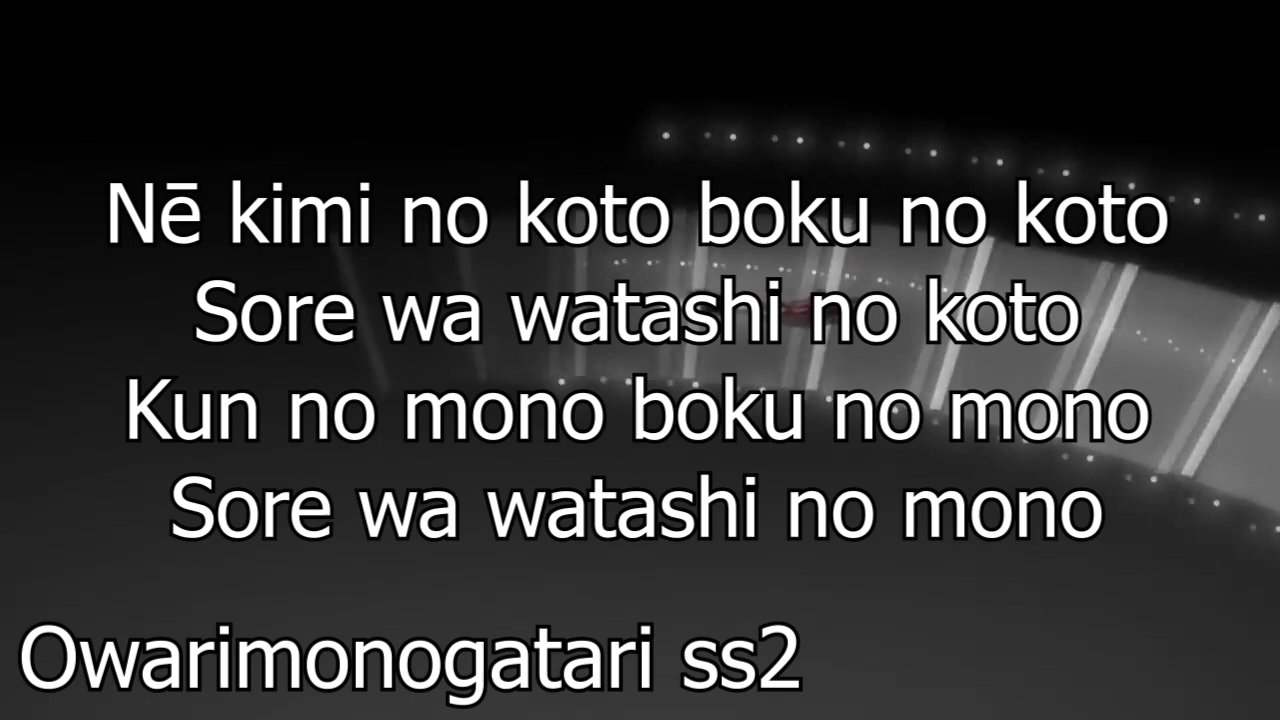 Nē kimi no koto boku no koto
Sore wa watashi no koto
Kun no mono boku no mono
Sore wa watashi no mono
Owarimonogatari ss2